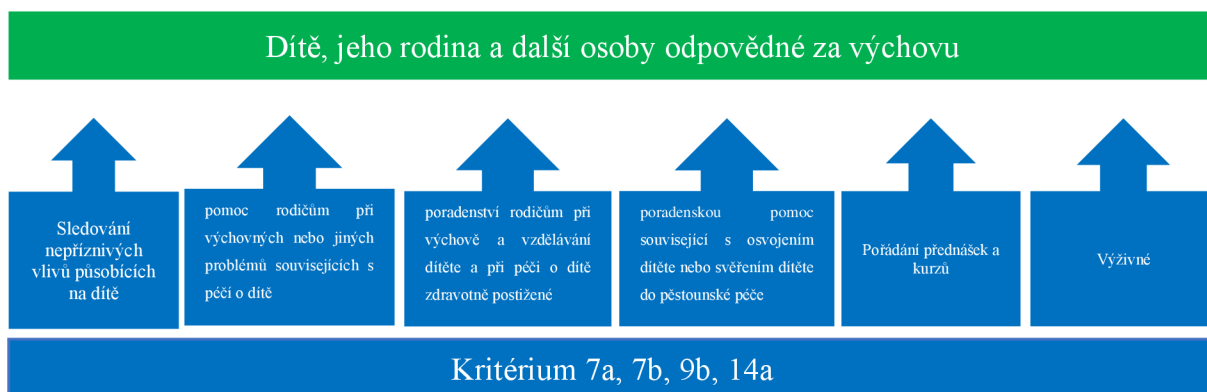 Dítě, jeho rodina a další osoby odpovědné za výchovu
Sledování
nepříznivých
vlivů působících
na dítě
pomoc rodičům při
výchovných nebo jiných
problémů souvisejících s
péčí o dítě
poradenství rodičům při
výchově a vzdělávání
dítěte a při péči o dítě
zdravotně postižené
poradenskou pomoc
související s osvojením
dítěte nebo svěřením dítěte
do pěstounské péče
Pořádání přednášek a
kurzů
Výživné
Kritérium 7a, 7b, 9b, 14a